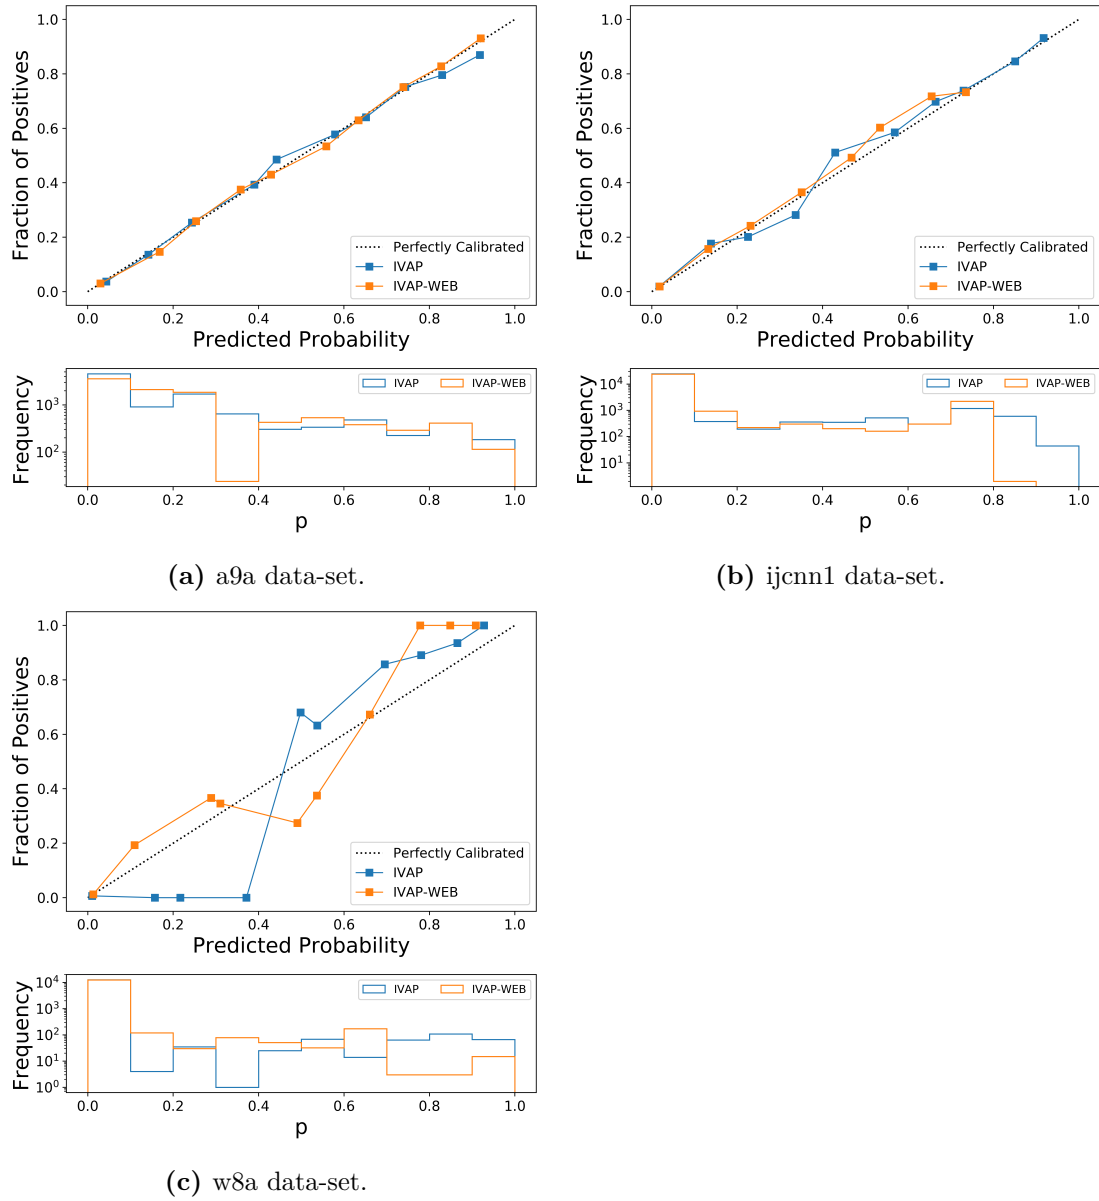 1.0
0.8
0.6
0.4
0.2
0.0
Fraction of Positives
Perfectly Calibrated
IVAP
IVAP-WEB
0.0 0.2 0.4 0.6 0.8 1.0
Predicted Probability
Frequency
10³
10²
IVAP IVAP-WEB
0.0 0.2 0.4 0.6 0.8 1.0
p
(a) a9a data-set.
1.0
0.8
0.6
0.4
0.2
0.0
Fraction of Positives
Perfectly Calibrated
IVAP
IVAP-WEB
0.0 0.2 0.4 0.6 0.8 1.0
Predicted Probability
Frequency
10⁴
10³
10²
10¹
IVAP IVAP-WEB
0.0 0.2 0.4 0.6 0.8 1.0
p
(b) ijcnn1 data-set.
1.0
0.8
0.6
0.4
0.2
0.0
Fraction of Positives
Perfectly Calibrated
IVAP
IVAP-WEB
0.0 0.2 0.4 0.6 0.8 1.0
Predicted Probability
Frequency
10⁴
10³
10²
10¹
10⁰
IVAP IVAP-WEB
0.0 0.2 0.4 0.6 0.8 1.0
p
(c) w8a data-set.